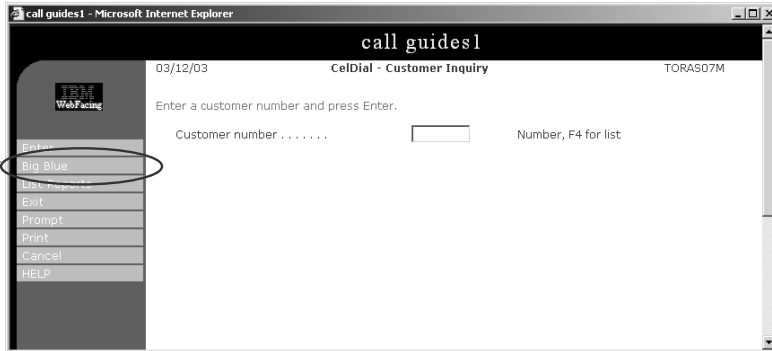 call guides1 - Microsoft Internet Explorer
call guides1
03/12/03 CelDial - Customer Inquiry TORAS07M
IBM
WebFacing
Enter a customer number and press Enter.
Customer number . . . . . . . Number, F4 for list
Enter
Big Blue
List Reports
Exit
Prompt
Print
Cancel
HELP